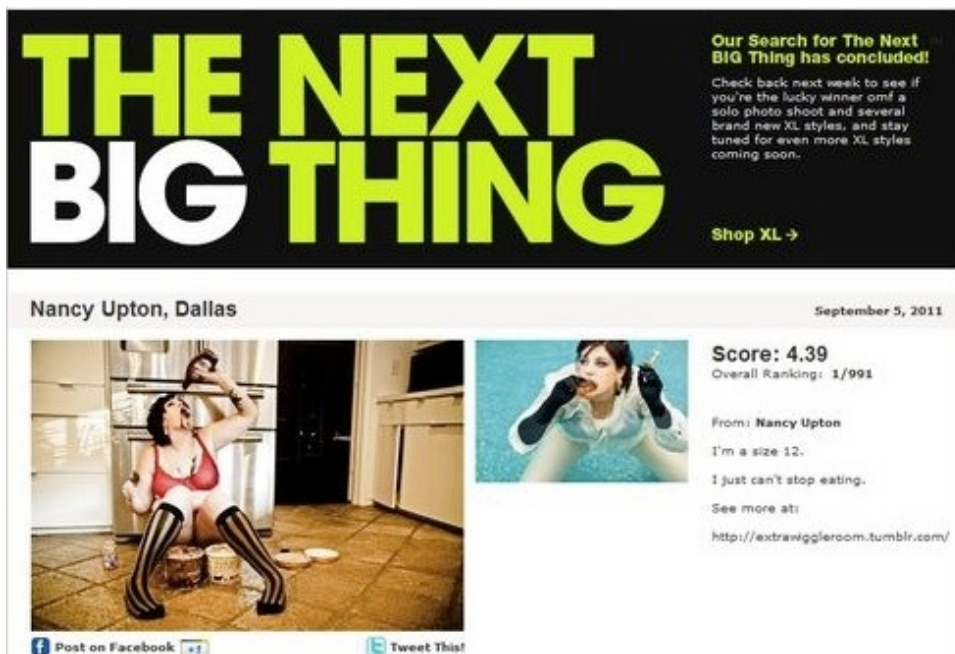 THE NEXT
BIG THING
Our Search for The Next
BIG Thing has concluded!
Check back next week to see if
you're the lucky winner omf a
solo photo shoot and several
brand new XL styles, and stay
tuned for even more XL styles
coming soon.
Shop XL →
Nancy Upton, Dallas
September 5, 2011
Score: 4.39
Overall Ranking: 1/991
From: Nancy Upton
I'm a size 12.
I just can't stop eating.
See more at:
http://extrawiggleroom.tumblr.com/
f Post on Facebook +1
t Tweet This!